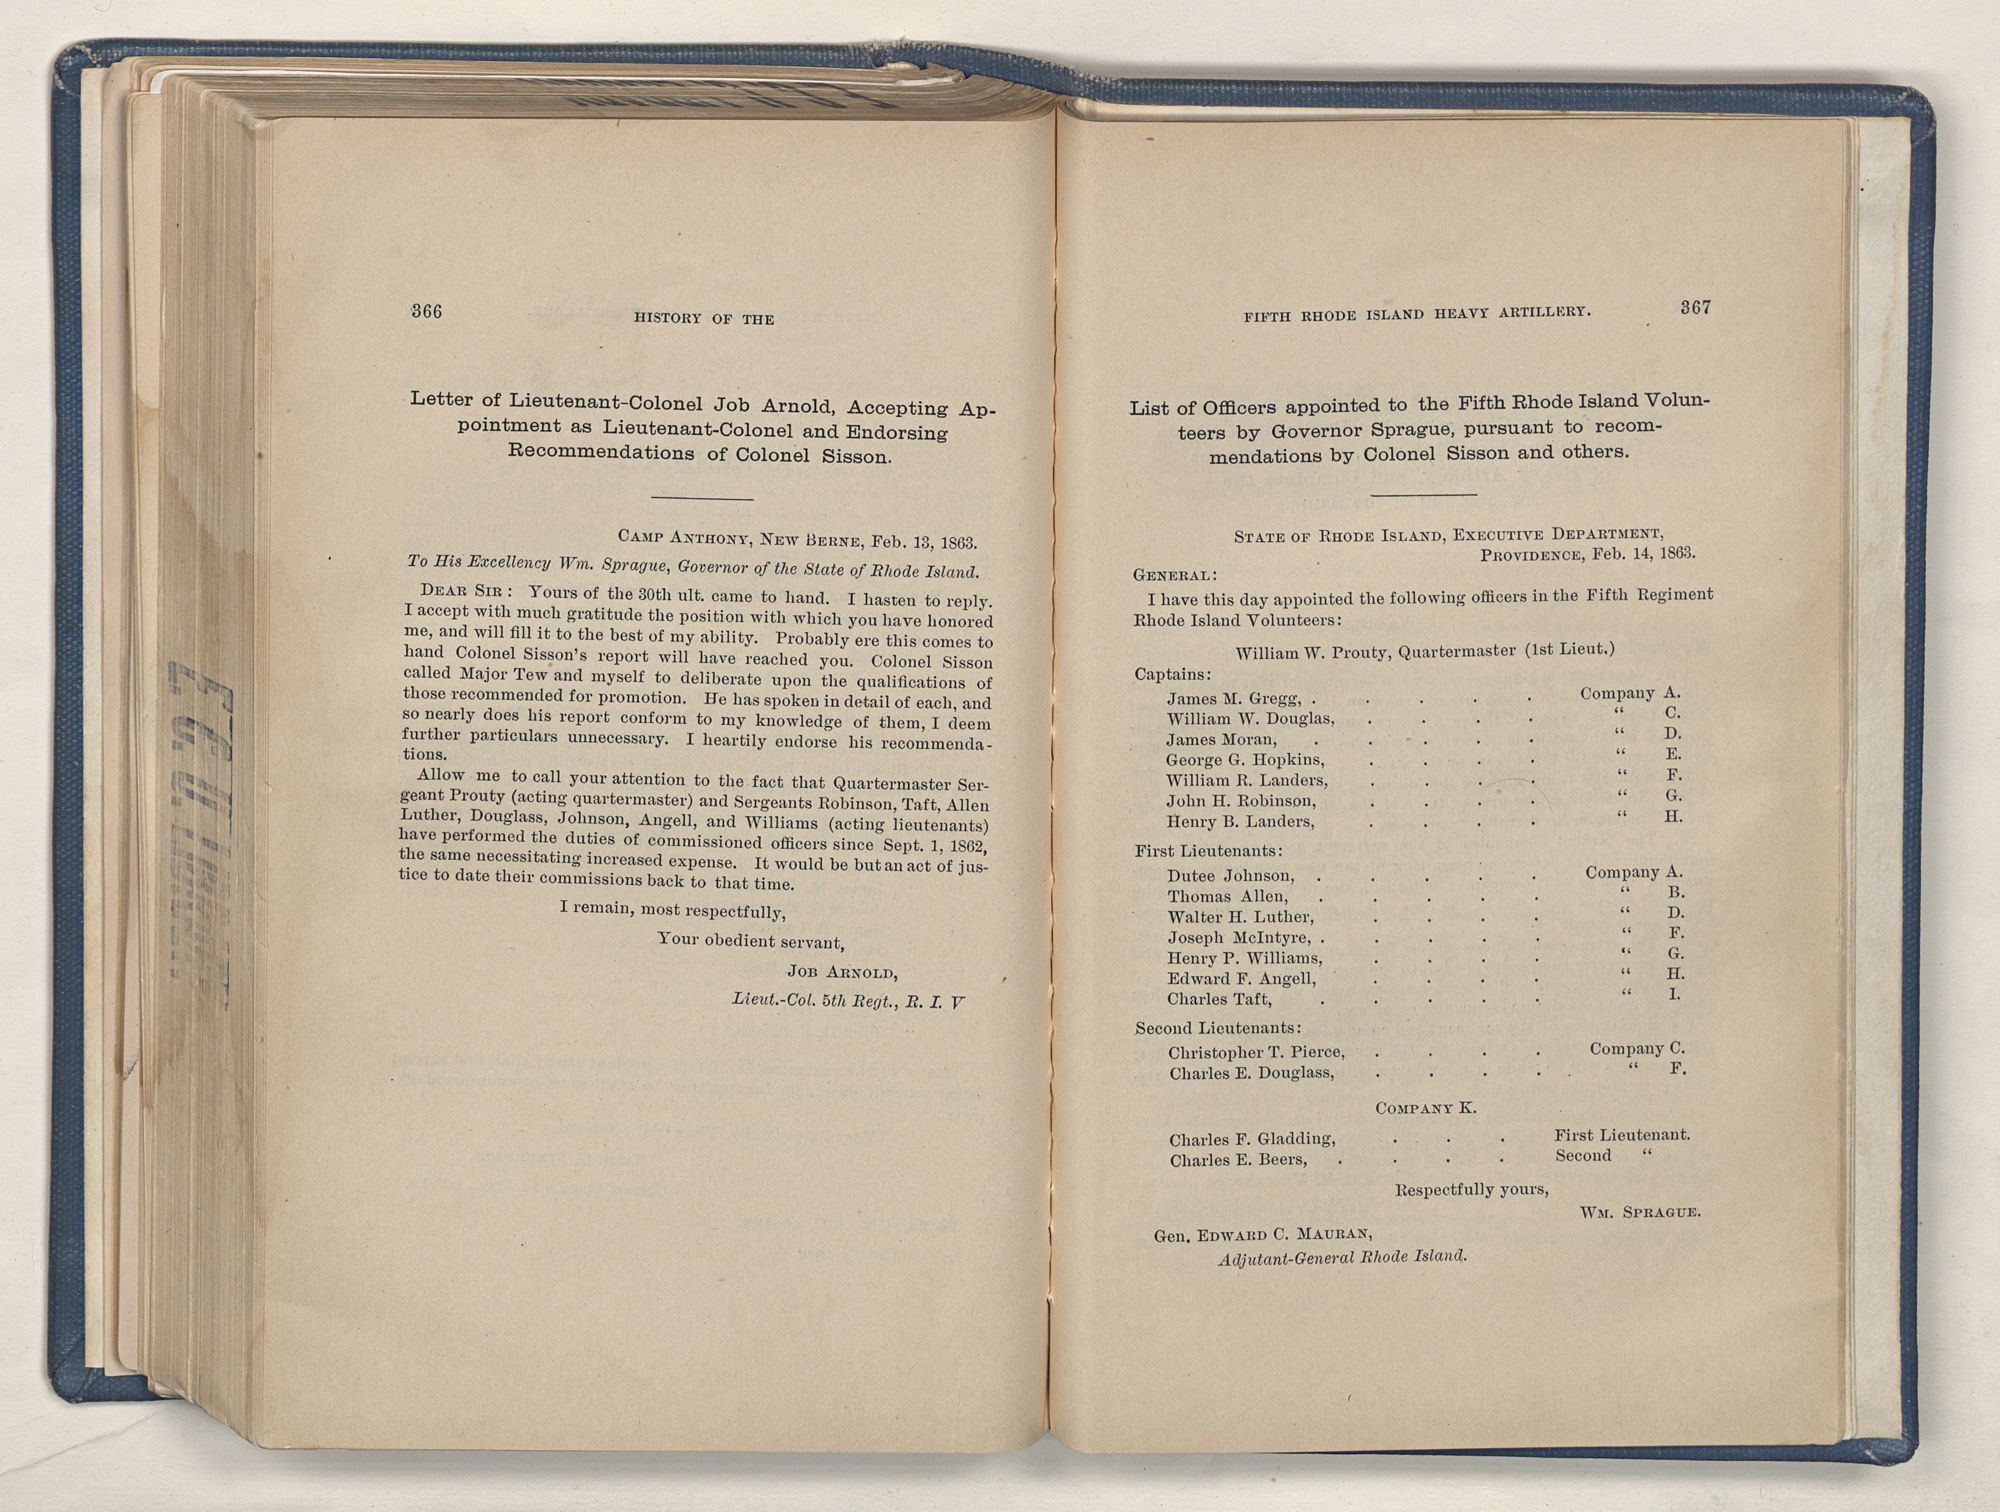 366
HISTORY OF THE
Letter of Lieutenant-Colonel Job Arnold, Accepting Ap-
pointment as Lieutenant-Colonel and Endorsing
Recommendations of Colonel Sisson.
CAMP ANTHONY, NEW BERNE, Feb. 13, 1863.
To His Excellency Wm. Sprague, Governor of the State of Rhode Island.
DEAR SIR: Yours of the 30th ult. came to hand. I hasten to reply.
I accept with much gratitude the position with which you have honored
me, and will fill it to the best of my ability. Probably ere this comes to
hand Colonel Sisson's report will have reached you. Colonel Sisson
called Major Tew and myself to deliberate upon the qualifications of
those recommended for promotion. He has spoken in detail of each, and
so nearly does his report conform to my knowledge of them, I deem
further particulars unnecessary. I heartily endorse his recommenda-
tions.
Allow me to call your attention to the fact that Quartermaster Ser-
geant Prouty (acting quartermaster) and Sergeants Robinson, Taft, Allen
Luther, Douglass, Johnson, Angell, and Williams (acting lieutenants)
have performed the duties of commissioned officers since Sept. 1, 1862,
the same necessitating increased expense. It would be but an act of jus-
tice to date their commissions back to that time.
I remain, most respectfully,
Your obedient servant,
JOB ARNOLD,
Lieut.-Col. 5th Regt., R. I. V
FIFTH RHODE ISLAND HEAVY ARTILLERY. 367
List of Officers appointed to the Fifth Rhode Island Volun-
teers by Governor Sprague, pursuant to recom-
mendations by Colonel Sisson and others.
STATE OF RHODE ISLAND, EXECUTIVE DEPARTMENT,
PROVIDENCE, Feb. 14, 1863.
GENERAL:
I have this day appointed the following officers in the Fifth Regiment
Rhode Island Volunteers:
William W. Prouty, Quartermaster (1st Lieut.)
Captains:
James M. Gregg, . . . . . Company A.
William W. Douglas, . . . . " C.
James Moran, . . . . . " D.
George G. Hopkins, . . . . " E.
William R. Landers, . . . . " F.
John H. Robinson, . . . . " G.
Henry B. Landers, . . . . " H.
First Lieutenants:
Dutee Johnson, . . . . . Company A.
Thomas Allen, . . . . . " B.
Walter H. Luther, . . . . " D.
Joseph McIntyre, . . . . . " F.
Henry P. Williams, . . . . " G.
Edward F. Angell, . . . . " H.
Charles Taft, . . . . . " I.
Second Lieutenants:
Christopher T. Pierce, . . . . Company C.
Charles E. Douglass, . . . . " F.
COMPANY K.
Charles F. Gladding, . . . First Lieutenant.
Charles E. Beers, . . . . Second "
Respectfully yours,
WM. SPRAGUE.
Gen. EDWARD C. MAURAN,
Adjutant-General Rhode Island.